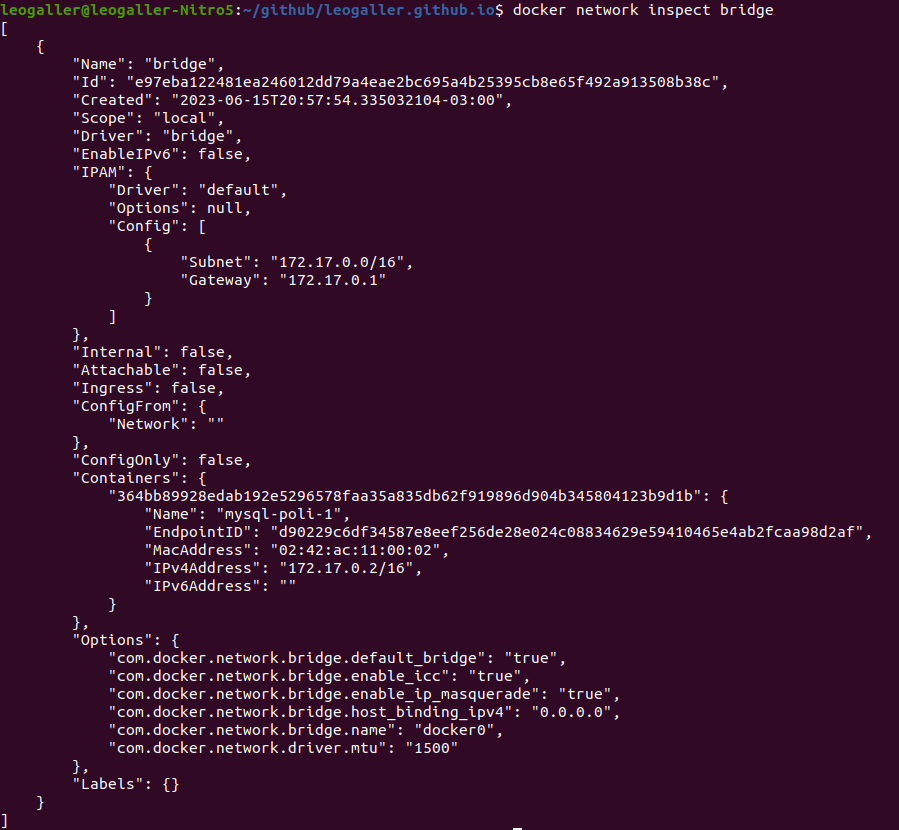 leogaller@leogaller-Nitro5:~/github/leogaller.github.io$ docker network inspect bridge
[
    {
        "Name": "bridge",
        "Id": "e97eba122481ea246012dd79a4eae2bc695a4b25395cb8e65f492a913508b38c",
        "Created": "2023-06-15T20:57:54.335032104-03:00",
        "Scope": "local",
        "Driver": "bridge",
        "EnableIPv6": false,
        "IPAM": {
            "Driver": "default",
            "Options": null,
            "Config": [
                {
                    "Subnet": "172.17.0.0/16",
                    "Gateway": "172.17.0.1"
                }
            ]
        },
        "Internal": false,
        "Attachable": false,
        "Ingress": false,
        "ConfigFrom": {
            "Network": ""
        },
        "ConfigOnly": false,
        "Containers": {
            "364bb89928edab192e5296578faa35a835db62f919896d904b345804123b9d1b": {
                "Name": "mysql-poli-1",
                "EndpointID": "d90229c6df34587e8eef256de28e024c08834629e59410465e4ab2fcaa98d2af",
                "MacAddress": "02:42:ac:11:00:02",
                "IPv4Address": "172.17.0.2/16",
                "IPv6Address": ""
            }
        },
        "Options": {
            "com.docker.network.bridge.default_bridge": "true",
            "com.docker.network.bridge.enable_icc": "true",
            "com.docker.network.bridge.enable_ip_masquerade": "true",
            "com.docker.network.bridge.host_binding_ipv4": "0.0.0.0",
            "com.docker.network.bridge.name": "docker0",
            "com.docker.network.driver.mtu": "1500"
        },
        "Labels": {}
    }
]